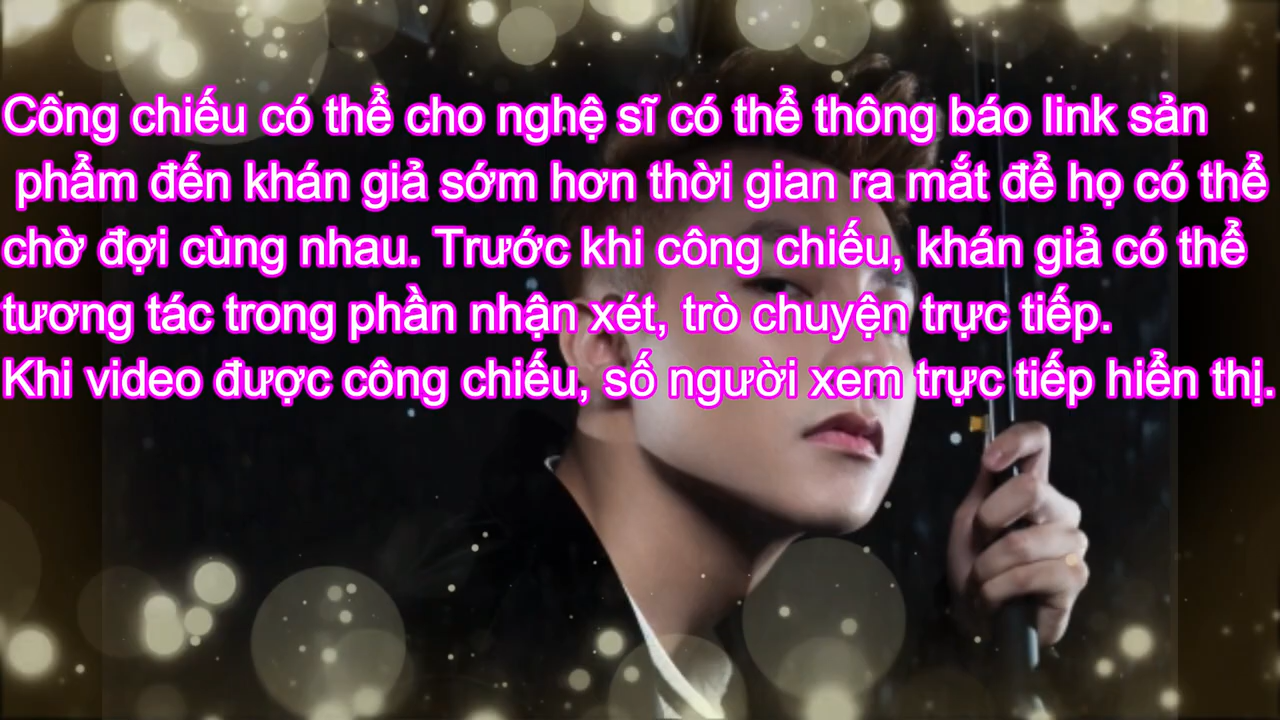 Công chiếu có thể cho nghệ sĩ có thể thông báo link sản
phẩm đến khán giả sớm hơn thời gian ra mắt để họ có thể
chờ đợi cùng nhau. Trước khi công chiếu, khán giả có thể
tương tác trong phần nhận xét, trò chuyện trực tiếp.
Khi video được công chiếu, số người xem trực tiếp hiển thị.